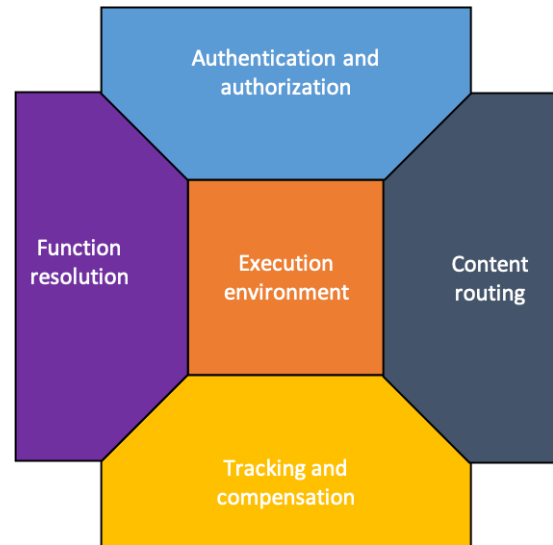 Authentication and
authorization
Function
resolution
Execution
environment
Content
routing
Tracking and
compensation